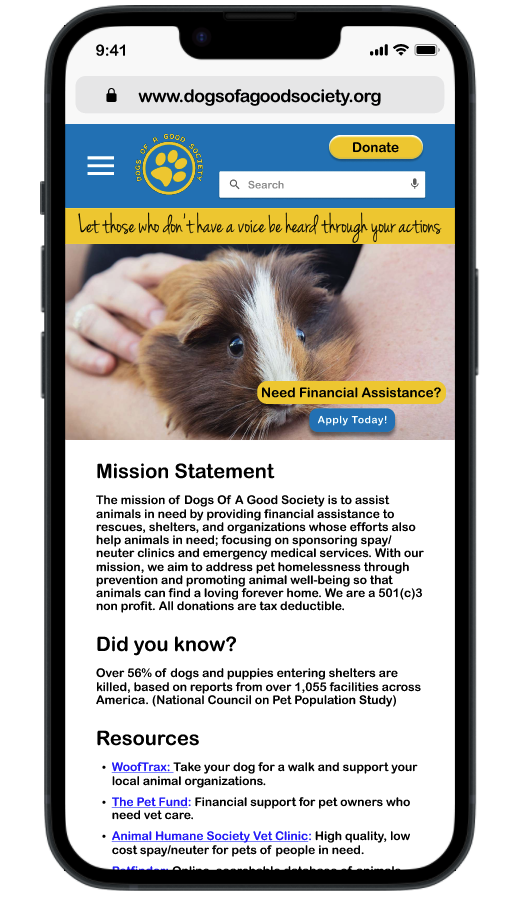 9:41
www.dogsofagoodsociety.org
DOGS OF A GOOD SOCIETY
Donate
Search
Let those who don't have a voice be heard through your actions
Need Financial Assistance?
Apply Today!
Mission Statement
The mission of Dogs Of A Good Society is to assist
animals in need by providing financial assistance to
rescues, shelters, and organizations whose efforts also
help animals in need; focusing on sponsoring spay/
neuter clinics and emergency medical services. With our
mission, we aim to address pet homelessness through
prevention and promoting animal well-being so that
animals can find a loving forever home. We are a 501(c)3
non profit. All donations are tax deductible.
Did you know?
Over 56% of dogs and puppies entering shelters are
killed, based on reports from over 1,055 facilities across
America. (National Council on Pet Population Study)
Resources
• WoofTrax: Take your dog for a walk and support your
local animal organizations.
• The Pet Fund: Financial support for pet owners who
need vet care.
• Animal Humane Society Vet Clinic: High quality, low
cost spay/neuter for pets of people in need.
Petfinder: Online, searchable database of animals